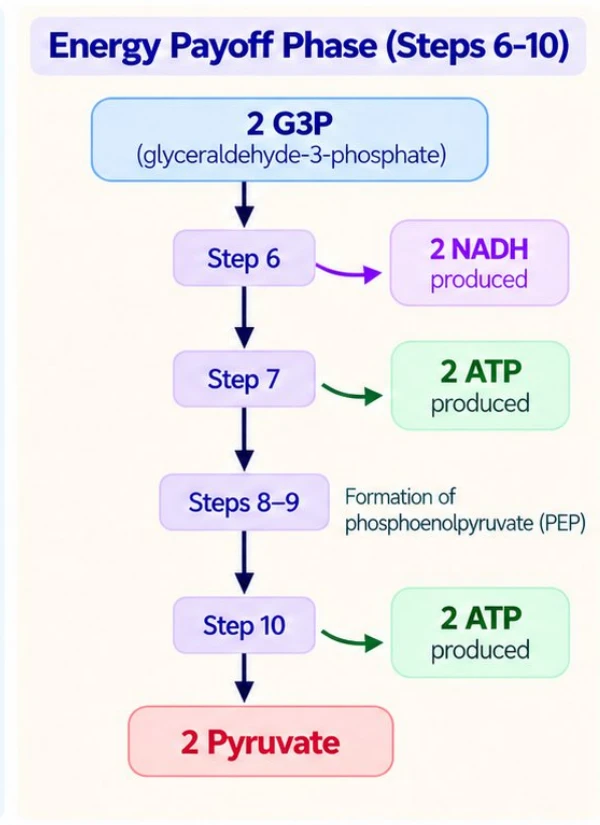 Energy Payoff Phase (Steps 6-10)
2 G3P
(glyceraldehyde-3-phosphate)
Step 6
2 NADH
produced
Step 7
2 ATP
produced
Steps 8–9
Formation of
phosphoenolpyruvate (PEP)
Step 10
2 ATP
produced
2 Pyruvate